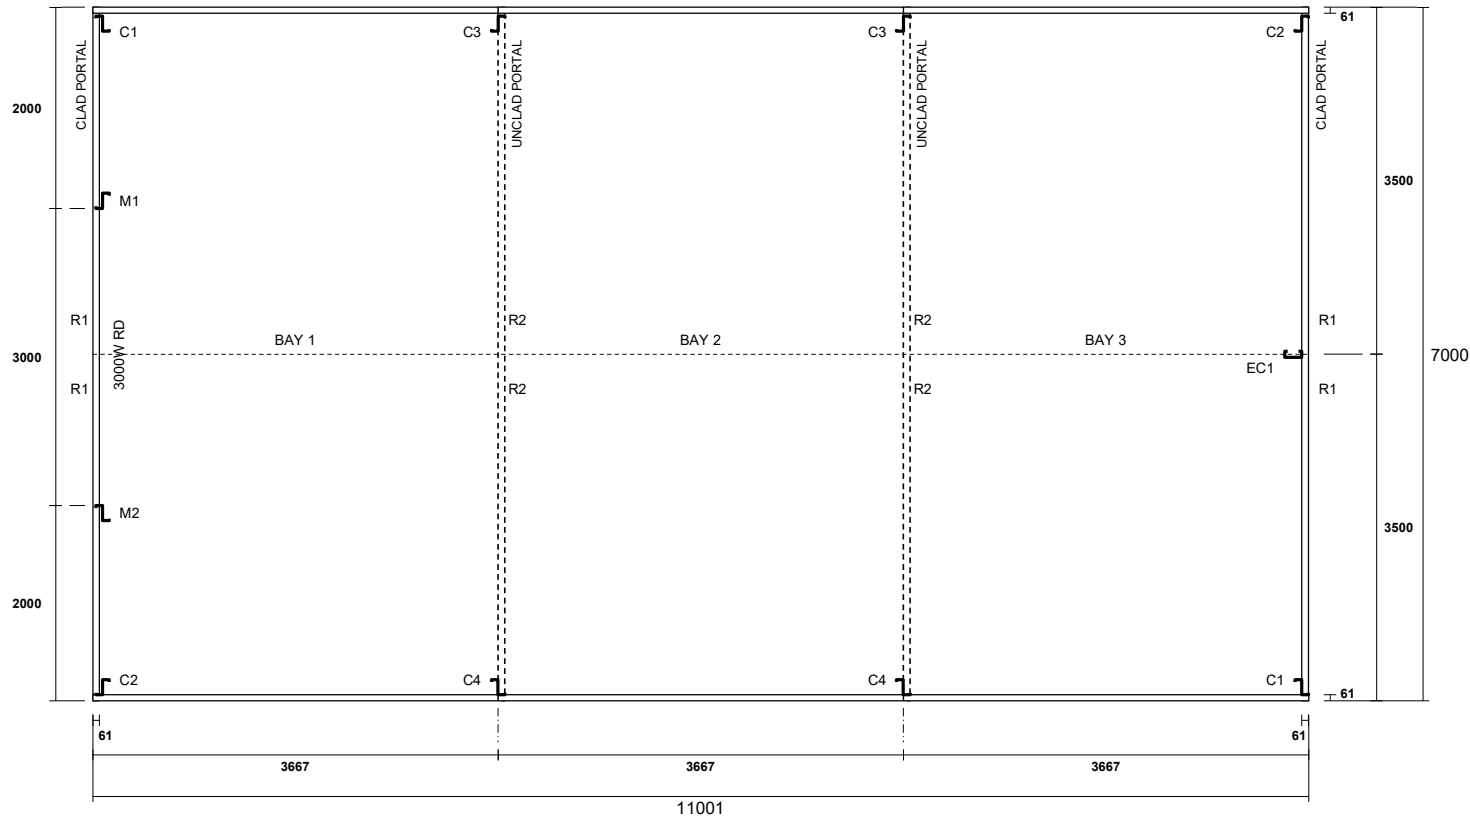 C1
C3
C3
C2
61
CLAD PORTAL
UNCLAD PORTAL
UNCLAD PORTAL
CLAD PORTAL
2000
3500
M1
R1
R2
R2
R1
3000W RD
BAY 1
BAY 2
BAY 3
3000
7000
EC1
R1
R2
R2
R1
M2
3500
2000
C2
C4
C4
C1
61
61
61
3667
3667
3667
11001